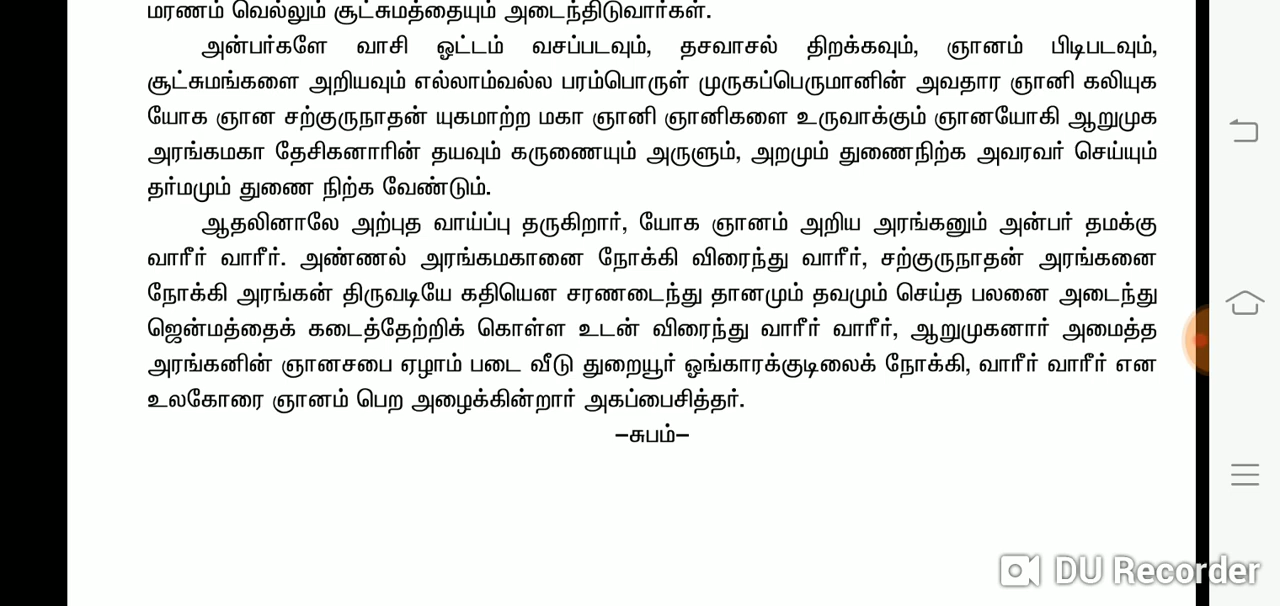 மரணம் வெல்லும் சூட்சுமத்தையும் அடைந்திடுவார்கள்.
அன்பர்களே வாசி ஓட்டம் வசப்படவும், தசவாசல் திறக்கவும், ஞானம் பிடிபடவும்,
சூட்சுமங்களை அறியவும் எல்லாம்வல்ல பரம்பொருள் முருகப்பெருமானின் அவதார ஞானி கலியுக
யோக ஞான சற்குருநாதன் யுகமாற்ற மகா ஞானி ஞானிகளை உருவாக்கும் ஞானயோகி ஆறுமுக
அரங்கமகா தேசிகனாரின் தயவும் கருணையும் அருளும், அறமும் துணைநிற்க அவரவர் செய்யும்
தர்மமும் துணை நிற்க வேண்டும்.
ஆதலினாலே அற்புத வாய்ப்பு தருகிறார், யோக ஞானம் அறிய அரங்கனும் அன்பர் தமக்கு
வாரீர் வாரீர். அண்ணல் அரங்கமகானை நோக்கி விரைந்து வாரீர், சற்குருநாதன் அரங்கனை
நோக்கி அரங்கன் திருவடியே கதியென சரணடைந்து தானமும் தவமும் செய்த பலனை அடைந்து
ஜென்மத்தைக் கடைத்தேற்றிக் கொள்ள உடன் விரைந்து வாரீர் வாரீர், ஆறுமுகனார் அமைத்த
அரங்கனின் ஞானசபை ஏழாம் படை வீடு துறையூர் ஓங்காரக்குடிலைக் நோக்கி, வாரீர் வாரீர் என
உலகோரை ஞானம் பெற அழைக்கின்றார் அகப்பைசித்தர்.
–சுபம்–
DU Recorder